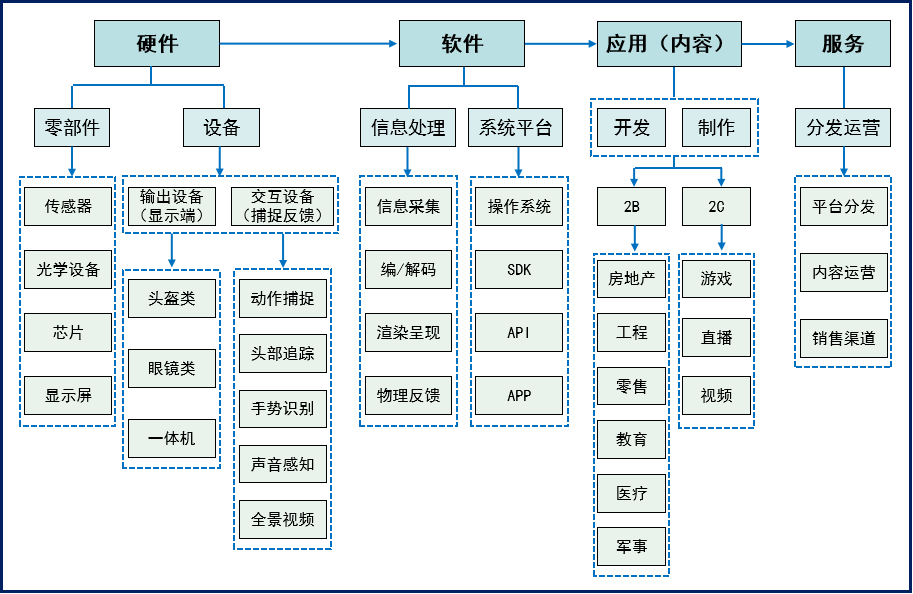 硬件
软件
应用（内容）
服务
零部件
设备
信息处理
系统平台
开发
制作
分发运营
传感器
光学设备
芯片
显示屏
输出设备
（显示端）
交互设备
（捕捉反馈）
头盔类
眼镜类
一体机
动作捕捉
头部追踪
手势识别
声音感知
全景视频
信息采集
编/解码
渲染呈现
物理反馈
操作系统
SDK
API
APP
2B
2C
房地产
工程
零售
教育
医疗
军事
游戏
直播
视频
平台分发
内容运营
销售渠道